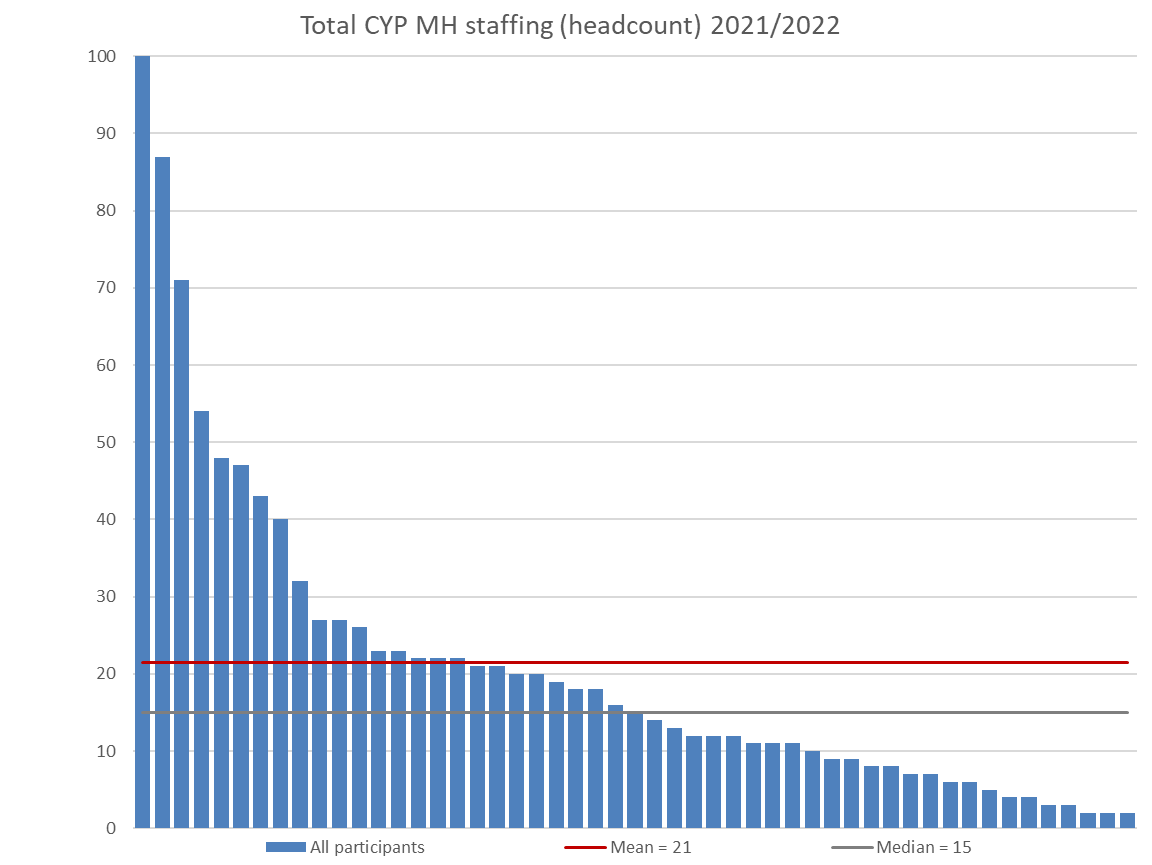 Total CYP MH staffing (headcount) 2021/2022
100
90
80
70
60
50
40
30
20
10
0
All participants
Mean = 21
Median = 15